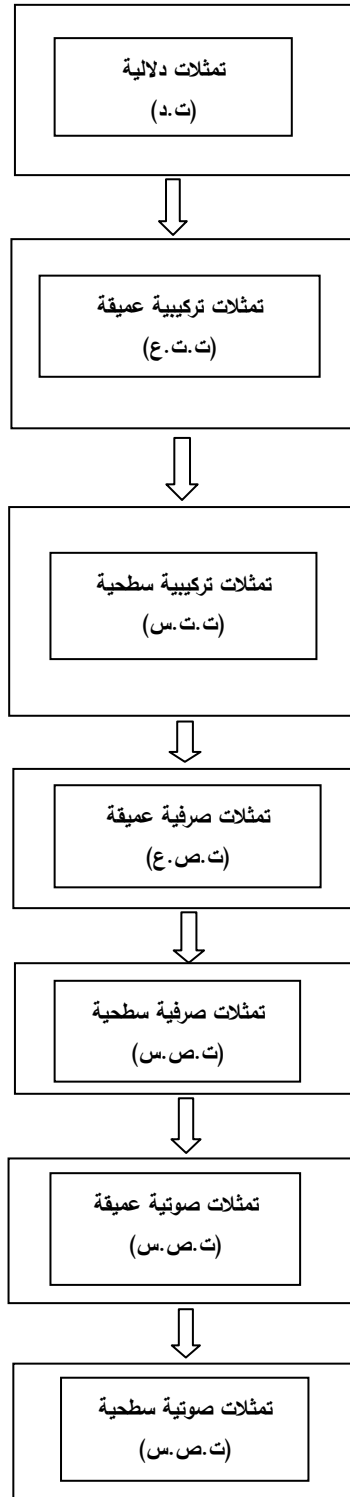 تمثلات دلالية
(ت.د)
تمثلات تركيبية عميقة
(ت.ت.ع)
تمثلات تركيبية سطحية
(ت.ت.س)
تمثلات صرفية عميقة
(ت.ص.ع)
تمثلات صرفية سطحية
(ت.ص.س)
تمثلات صوتية عميقة
(ت.ص.س)
تمثلات صوتية سطحية
(ت.ص.س)